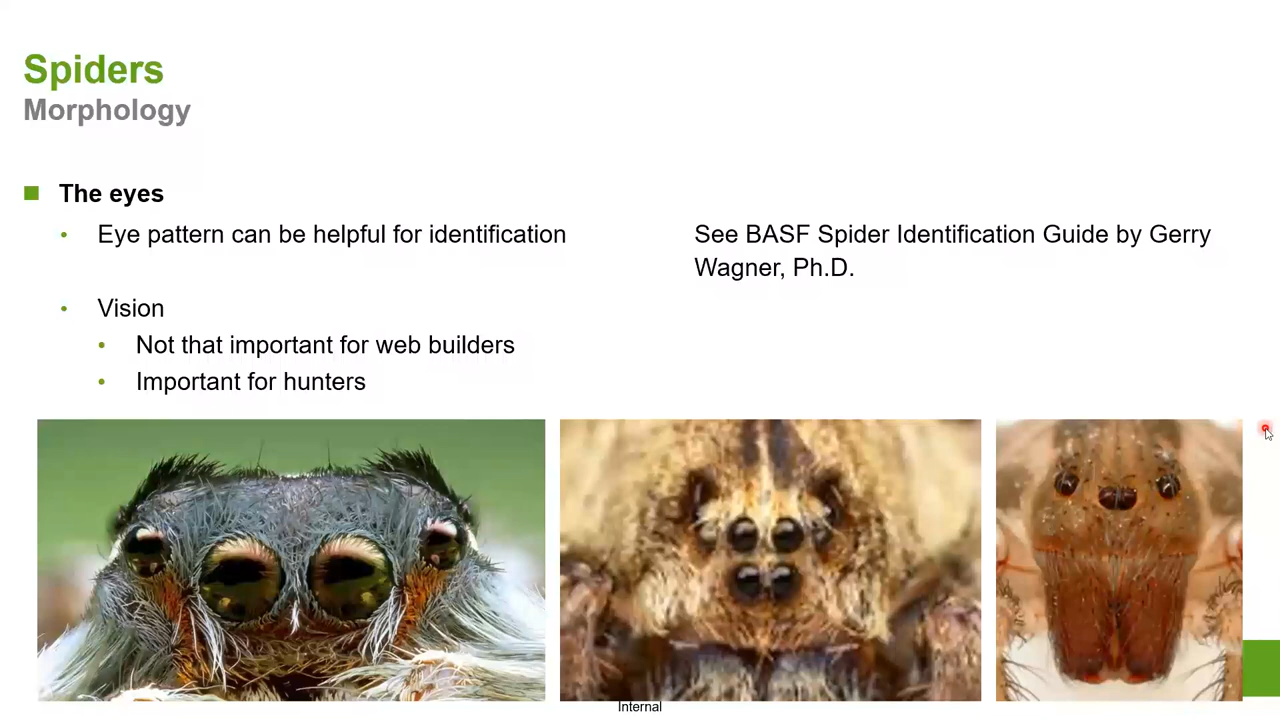 Spiders
Morphology
The eyes
Eye pattern can be helpful for identification
See BASF Spider Identification Guide by Gerry
Wagner, Ph.D.
Vision
Not that important for web builders
Important for hunters
Internal